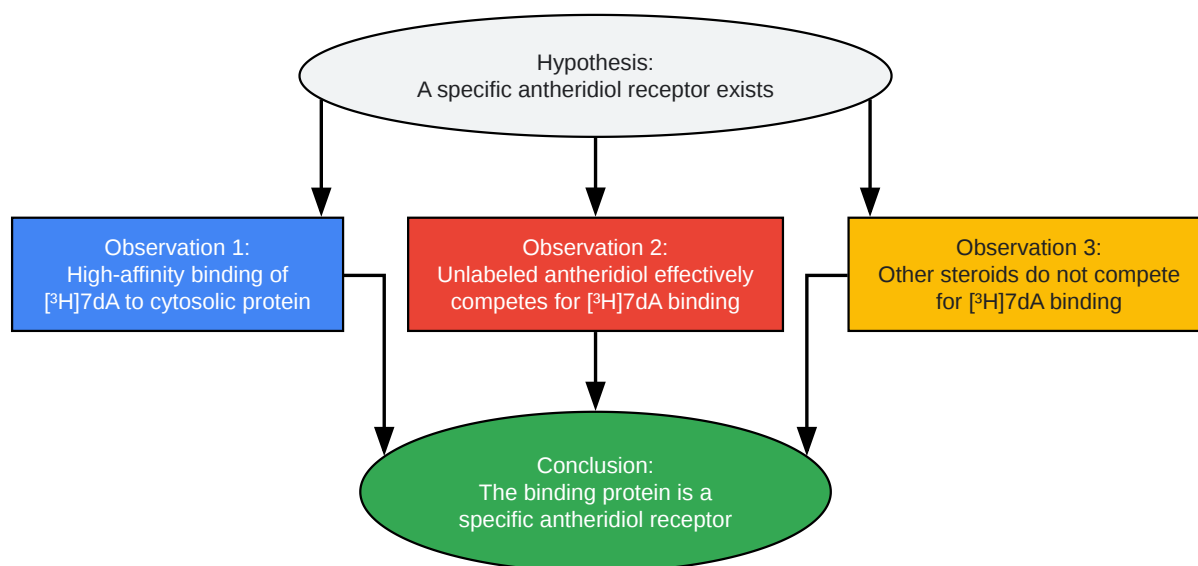 Hypothesis:
A specific antheridiol receptor exists
Observation 1:
High-affinity binding of
[³H]7dA to cytosolic protein
Observation 2:
Unlabeled antheridiol effectively
competes for [³H]7dA binding
Observation 3:
Other steroids do not compete
for [³H]7dA binding
Conclusion:
The binding protein is a
specific antheridiol receptor